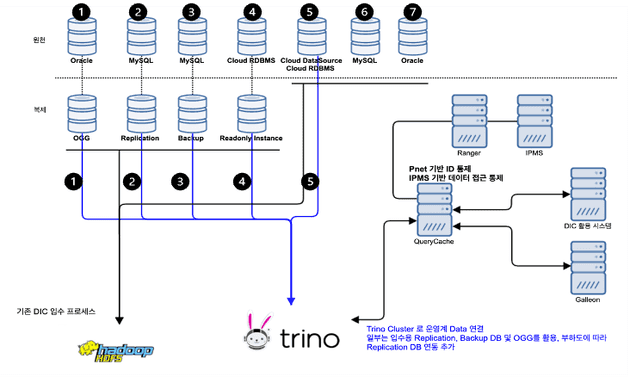 1 2 3 4 5 6 7
원천
Oracle MySQL MySQL Cloud RDBMS Cloud DataSource MySQL Oracle
Cloud RDBMS
복제
OGG Replication Backup Readonly Instance
Ranger IPMS
Pnet 기반 ID 통제
IPMS 기반 데이터 접근 통제
1 2 3 4 5
QueryCache
DIC 활용 시스템
Galleon
기존 DIC 입수 프로세스
hadoop
HDFS
trino
Trino Cluster 로 운영계 Data 연결
일부는 입수용 Replication, Backup DB 및 OGG를 활용, 부하도에 따라
Replication DB 연동 추가